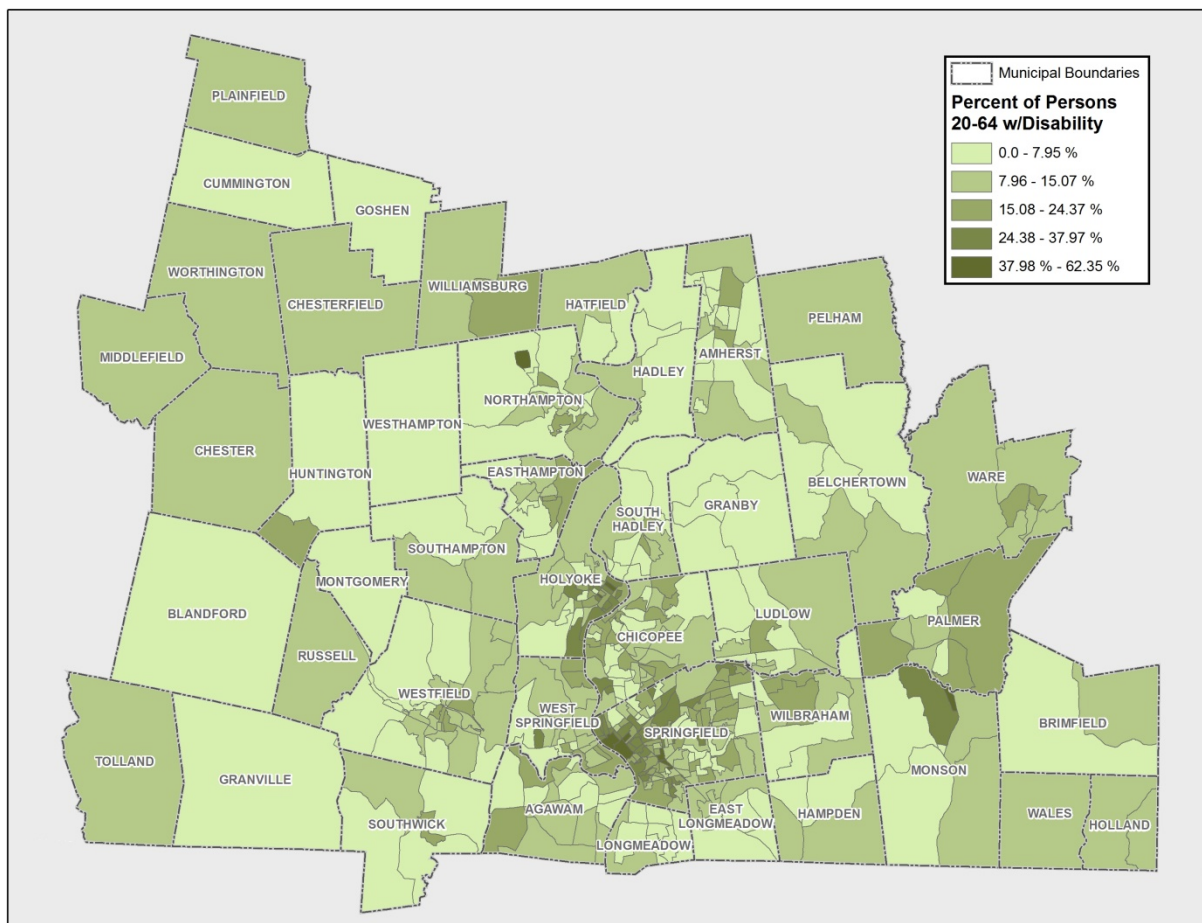 Municipal Boundaries
Percent of Persons
20-64 w/Disability
0.0 - 7.95 %
7.96 - 15.07 %
15.08 - 24.37 %
24.38 - 37.97 %
37.98 % - 62.35 %
PLAINFIELD
CUMMINGTON
GOSHEN
WORTHINGTON
CHESTERFIELD
WILLIAMSBURG
HATFIELD
MIDDLEFIELD
PELHAM
AMHERST
HADLEY
NORTHAMPTON
WESTHAMPTON
CHESTER
HUNTINGTON
EASTHAMPTON
WARE
BELCHERTOWN
GRANBY
SOUTH
HADLEY
SOUTHAMPTON
MONTGOMERY
HOLYOKE
BLANDFORD
LUDLOW
PALMER
CHICOPEE
RUSSELL
WESTFIELD
WEST
SPRINGFIELD
SPRINGFIELD
WILBRAHAM
BRIMFIELD
TOLLAND
GRANVILLE
MONSON
SOUTHWICK
AGAWAM
EAST
LONGMEADOW
LONGMEADOW
HAMPDEN
WALES
HOLLAND